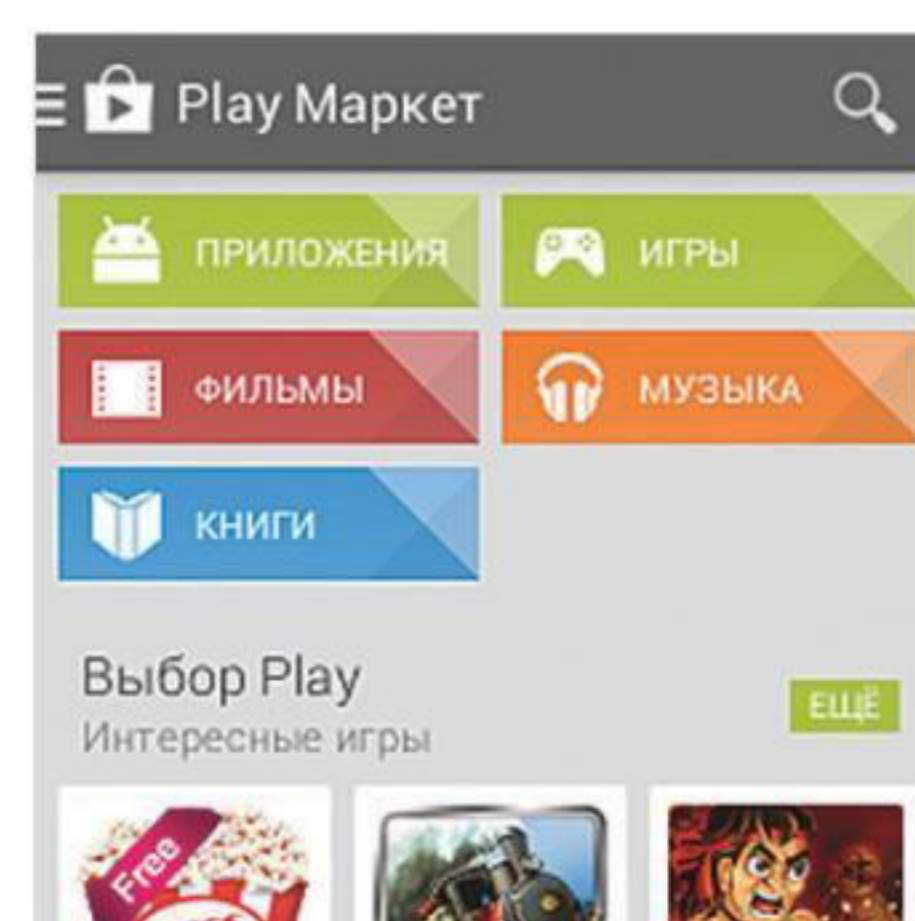 Play Маркет
ПРИЛОЖЕНИЯ
ИГРЫ
ФИЛЬМЫ
МУЗЫКА
КНИГИ
Выбор Play
ЕЩЁ
Интересные игры
Free